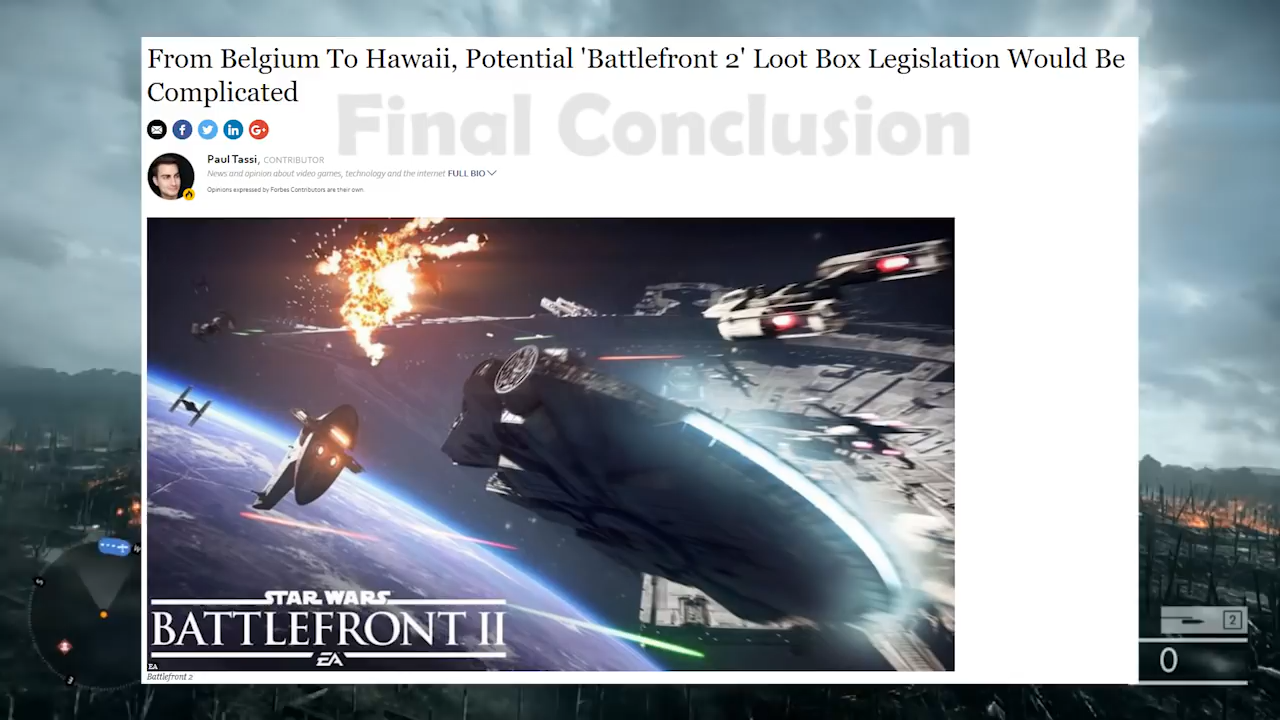 From Belgium To Hawaii, Potential 'Battlefront 2' Loot Box Legislation Would Be
Complicated
Final Conclusion
Paul Tassi, CONTRIBUTOR
News and opinion about video games, technology and the internet FULL BIO
Opinions expressed by Forbes Contributors are their own.
STAR WARS
BATTLEFRONT II
EA
EA
Battlefront 2
2
0